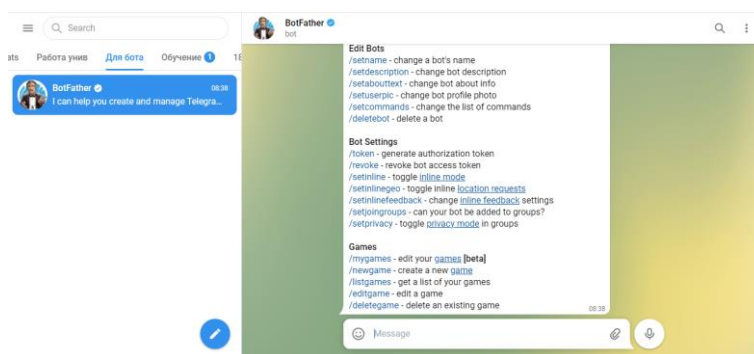 Search
ats Работа унив Для бота Обучение 1 18
BotFather
08:38
I can help you create and manage Telegra...
BotFather
bot
Edit Bots
/setname - change a bot's name
/setdescription - change bot description
/setabouttext - change bot about info
/setuserpic - change bot profile photo
/setcommands - change the list of commands
/deletebot - delete a bot
Bot Settings
/token - generate authorization token
/revoke - revoke bot access token
/setinline - toggle inline mode
/setinlinegeo - toggle inline location requests
/setinlinefeedback - change inline feedback settings
/setjoingroups - can your bot be added to groups?
/setprivacy - toggle privacy mode in groups
Games
/mygames - edit your games [beta]
/newgame - create a new game
/listgames - get a list of your games
/editgame - edit a game
/deletegame - delete an existing game
08:38
Message